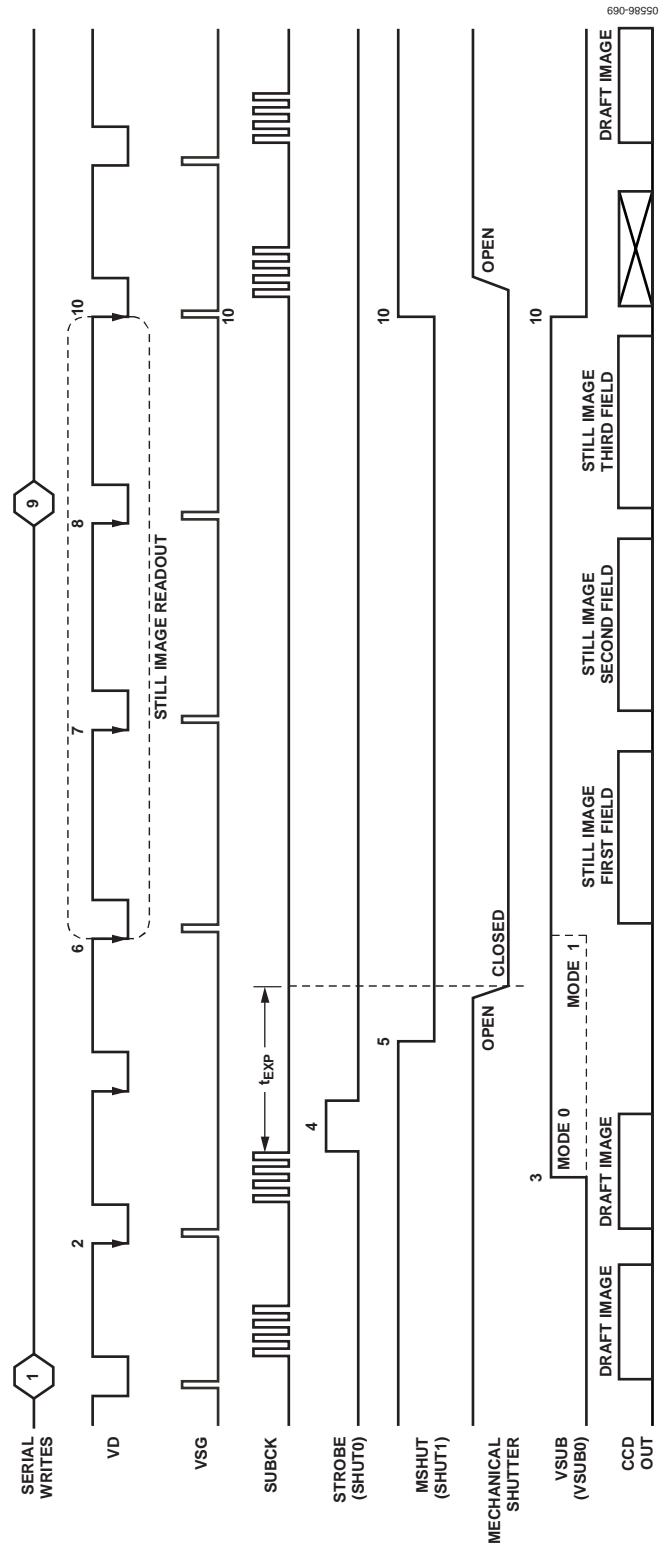 SERIAL
WRITES
1
9
VD
2
6
7
8
10
STILL IMAGE READOUT
VSG
10
SUBCK
tEXP
STROBE
(SHUT0)
4
MSHUT
(SHUT1)
5
10
MECHANICAL
SHUTTER
OPEN
CLOSED
OPEN
VSUB
(VSUB0)
3
MODE 0
MODE 1
10
CCD
OUT
DRAFT IMAGE
DRAFT IMAGE
STILL IMAGE
FIRST FIELD
STILL IMAGE
SECOND FIELD
STILL IMAGE
THIRD FIELD
DRAFT IMAGE
05586-069